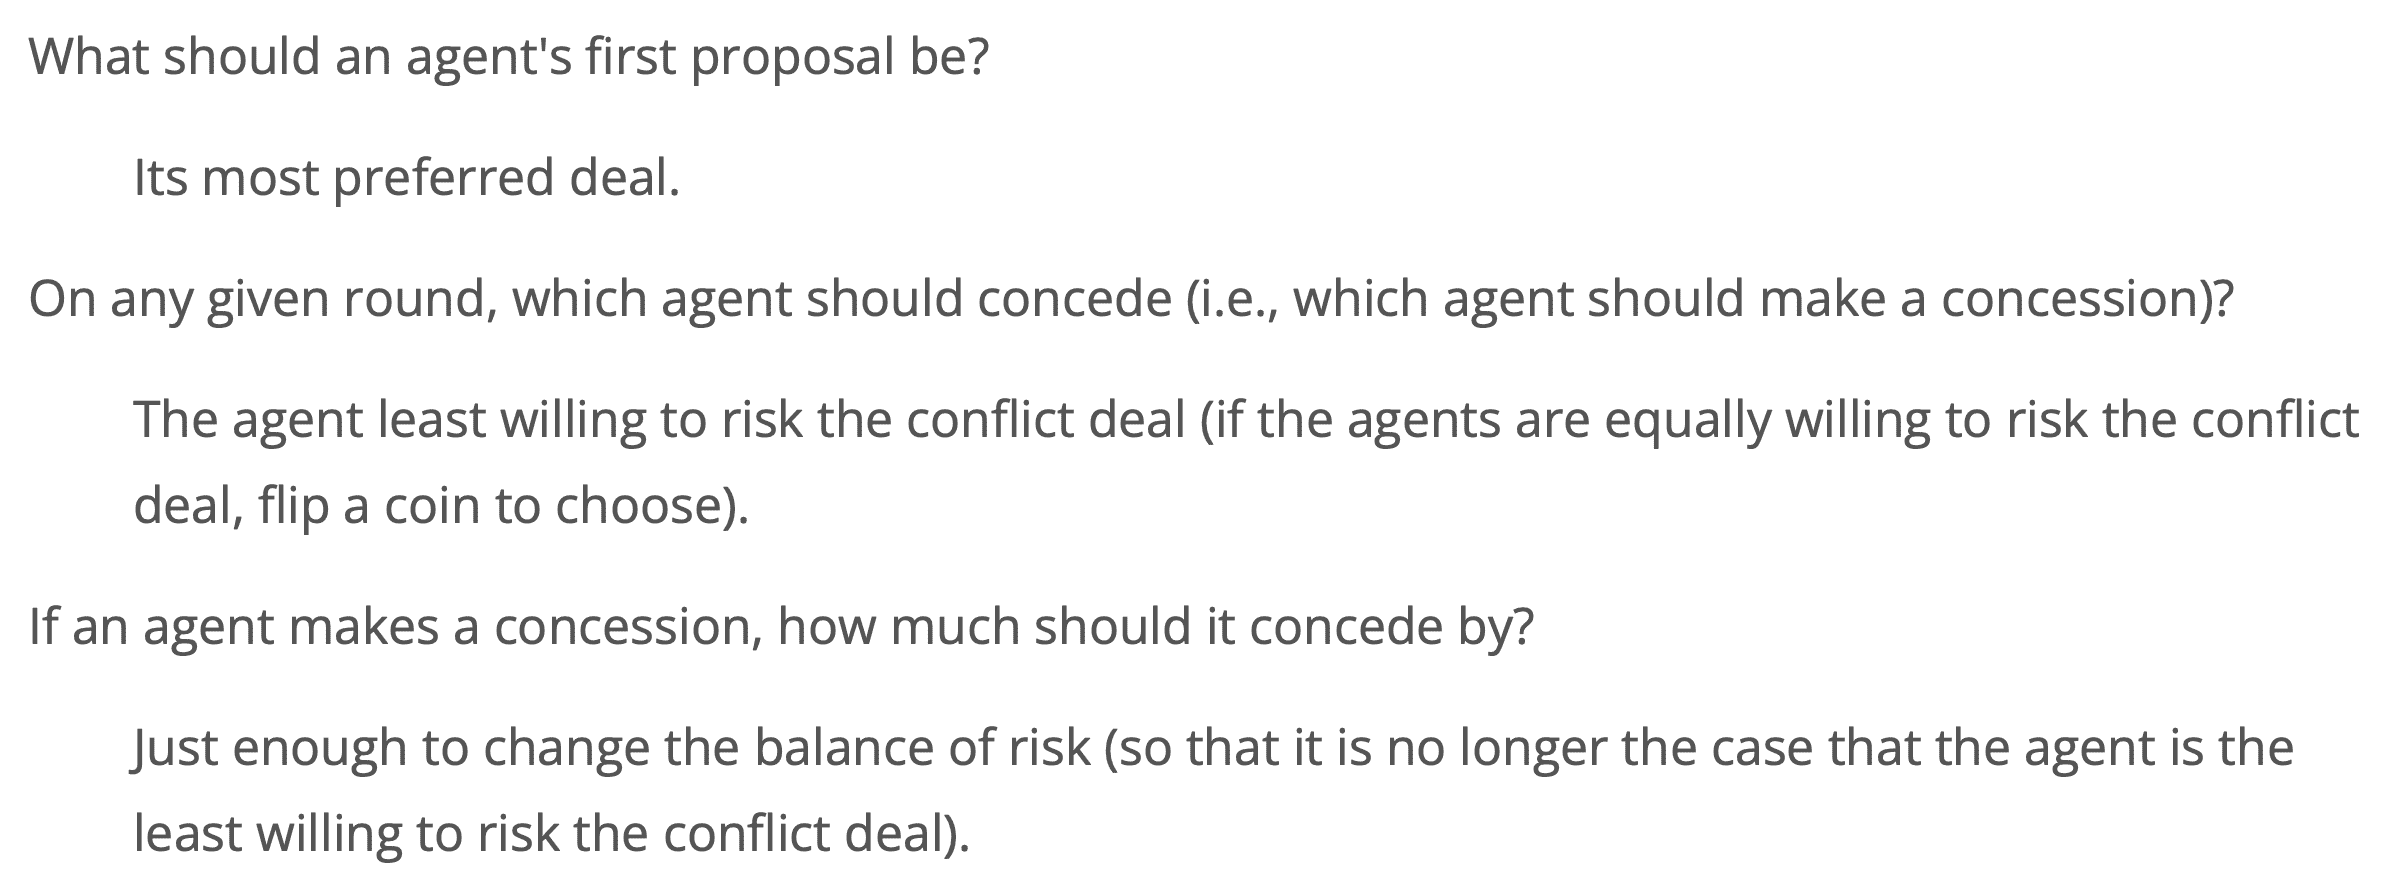 What should an agent's first proposal be?
Its most preferred deal.
On any given round, which agent should concede (i.e., which agent should make a concession)?
The agent least willing to risk the conflict deal (if the agents are equally willing to risk the conflict
deal, flip a coin to choose).
If an agent makes a concession, how much should it concede by?
Just enough to change the balance of risk (so that it is no longer the case that the agent is the
least willing to risk the conflict deal).